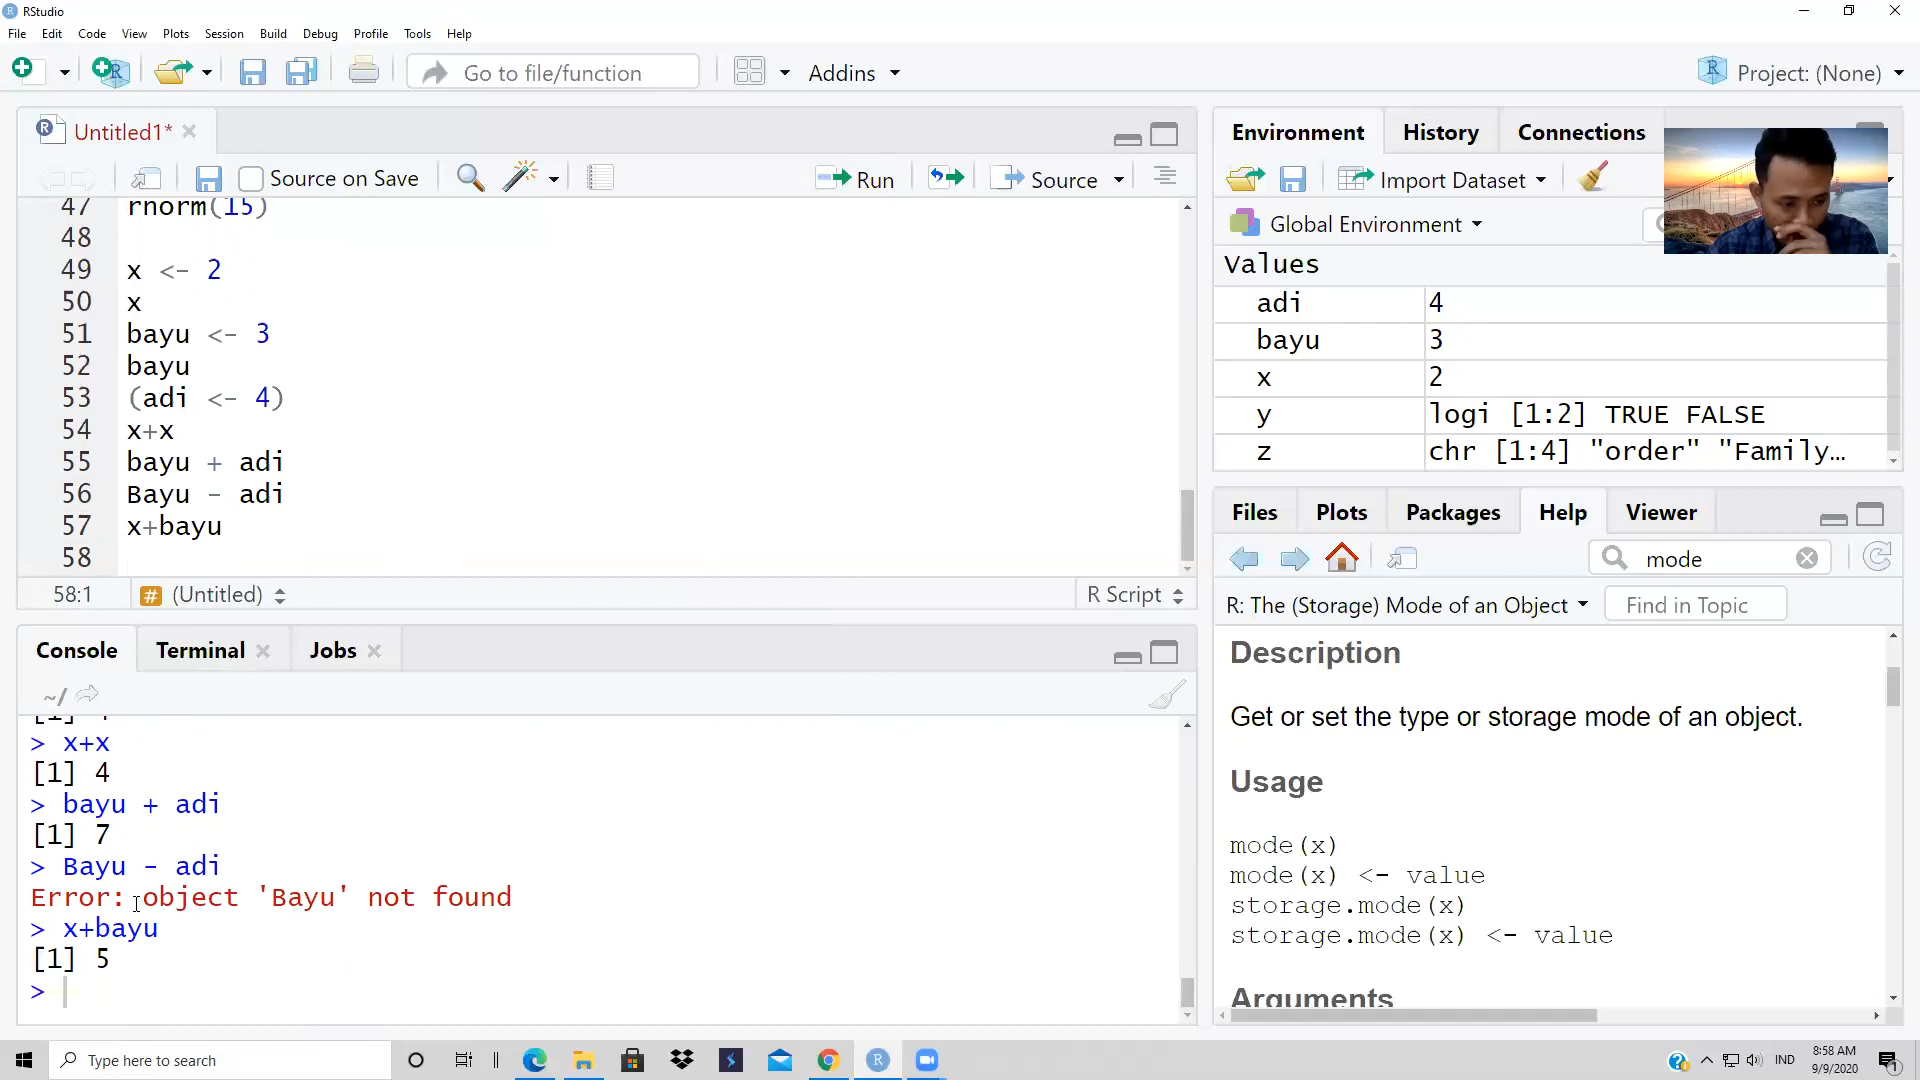 RStudio
File Edit Code View Plots Session Build Debug Profile Tools Help
Go to file/function Addins Project: (None)
Untitled1*
Source on Save Run Source
47 rnorm(15)
48
49 x <- 2
50 x
51 bayu <- 3
52 bayu
53 (adi <- 4)
54 x+x
55 bayu + adi
56 Bayu - adi
57 x+bayu
58
58:1 # (Untitled) R Script
Console Terminal Jobs
~/
> x+x
[1] 4
> bayu + adi
[1] 7
> Bayu - adi
Error: object 'Bayu' not found
> x+bayu
[1] 5
>
Environment History Connections
Import Dataset
Global Environment
Values
adi 4
bayu 3
x 2
y logi [1:2] TRUE FALSE
z chr [1:4] "order" "Family…
Files Plots Packages Help Viewer
mode
R: The (Storage) Mode of an Object Find in Topic
Description
Get or set the type or storage mode of an object.
Usage
mode(x)
mode(x) <- value
storage.mode(x)
storage.mode(x) <- value
Arguments
Type here to search
IND
8:58 AM
9/9/2020
1